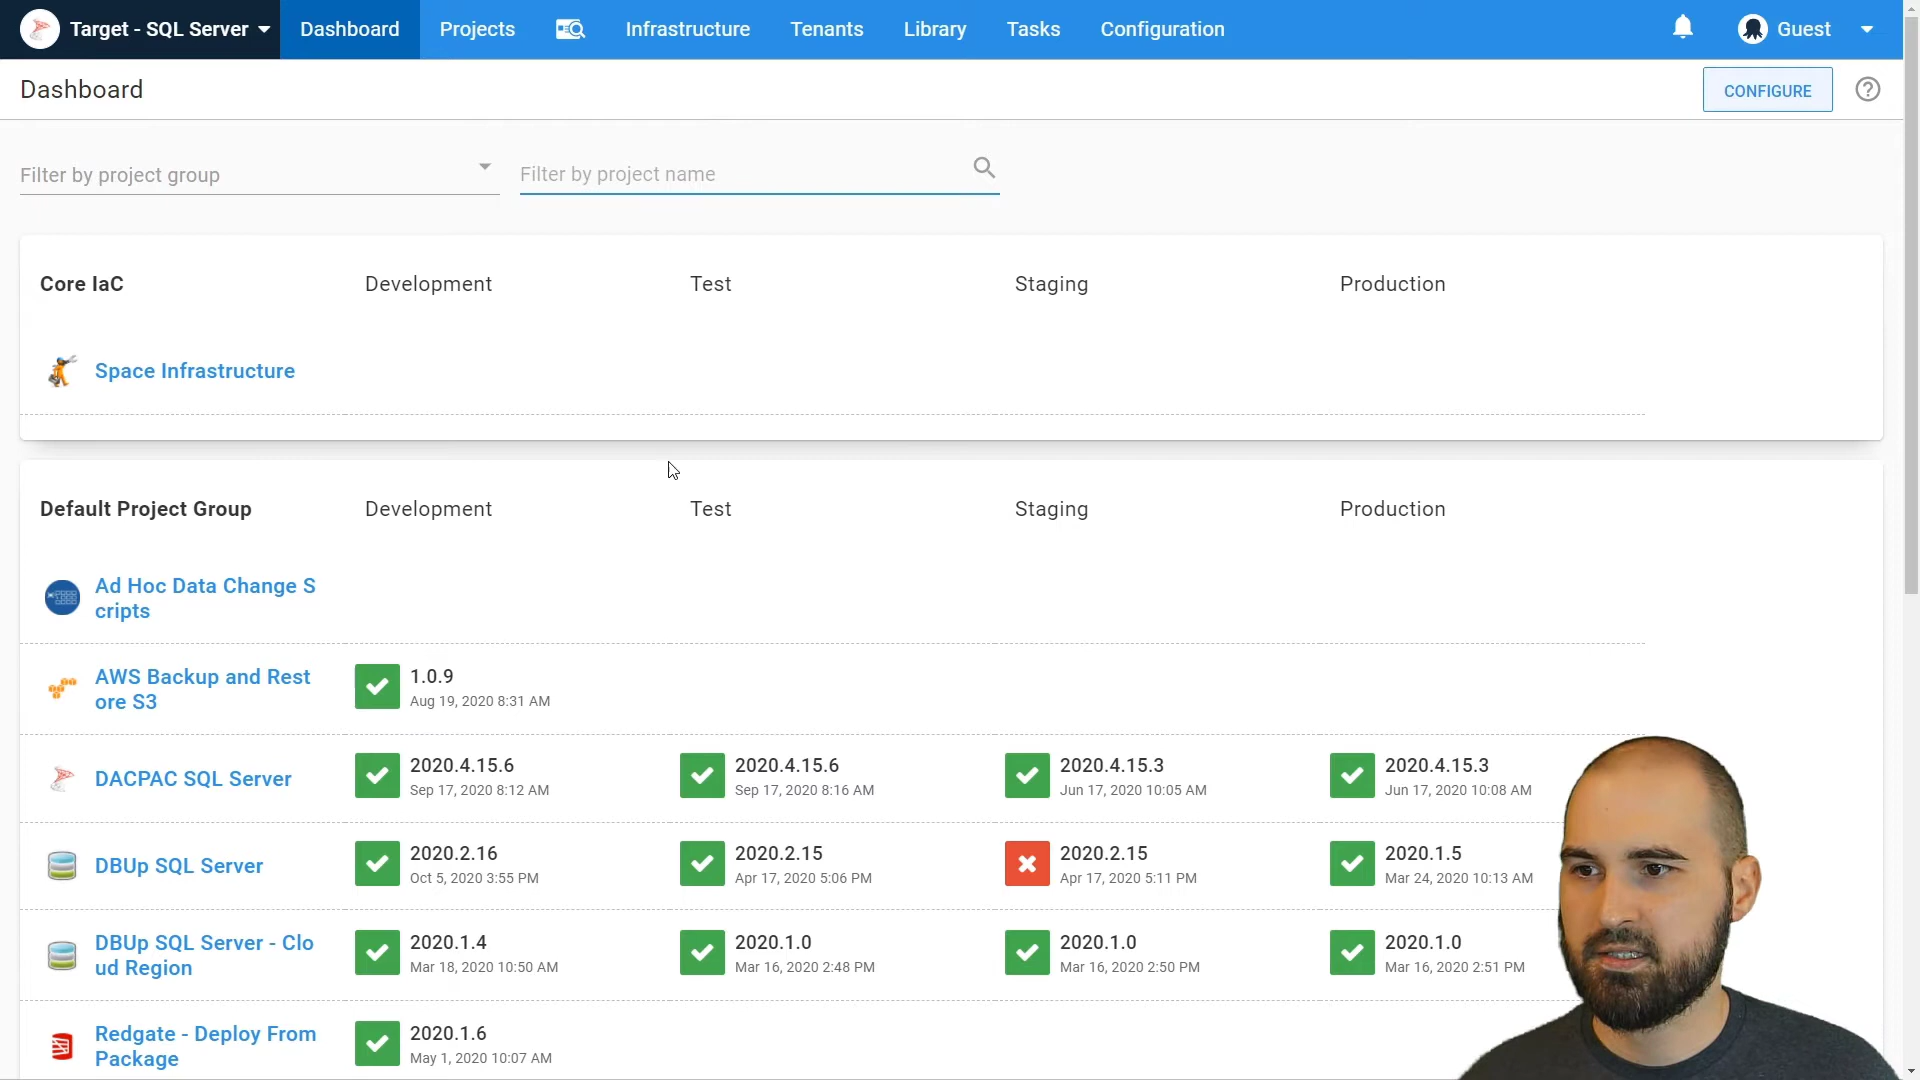 Target - SQL Server
Dashboard
Projects
Infrastructure
Tenants
Library
Tasks
Configuration
Guest
Dashboard
CONFIGURE
Filter by project group
Filter by project name
Core IaC
Development
Test
Staging
Production
Space Infrastructure
Default Project Group
Development
Test
Staging
Production
Ad Hoc Data Change S
cripts
AWS Backup and Rest
ore S3
1.0.9
Aug 19, 2020 8:31 AM
DACPAC SQL Server
2020.4.15.6
Sep 17, 2020 8:12 AM
2020.4.15.6
Sep 17, 2020 8:16 AM
2020.4.15.3
Jun 17, 2020 10:05 AM
2020.4.15.3
Jun 17, 2020 10:08 AM
DBUp SQL Server
2020.2.16
Oct 5, 2020 3:55 PM
2020.2.15
Apr 17, 2020 5:06 PM
2020.2.15
Apr 17, 2020 5:11 PM
2020.1.5
Mar 24, 2020 10:13 AM
DBUp SQL Server - Clo
ud Region
2020.1.4
Mar 18, 2020 10:50 AM
2020.1.0
Mar 16, 2020 2:48 PM
2020.1.0
Mar 16, 2020 2:50 PM
2020.1.0
Mar 16, 2020 2:51 PM
Redgate - Deploy From
Package
2020.1.6
May 1, 2020 10:07 AM